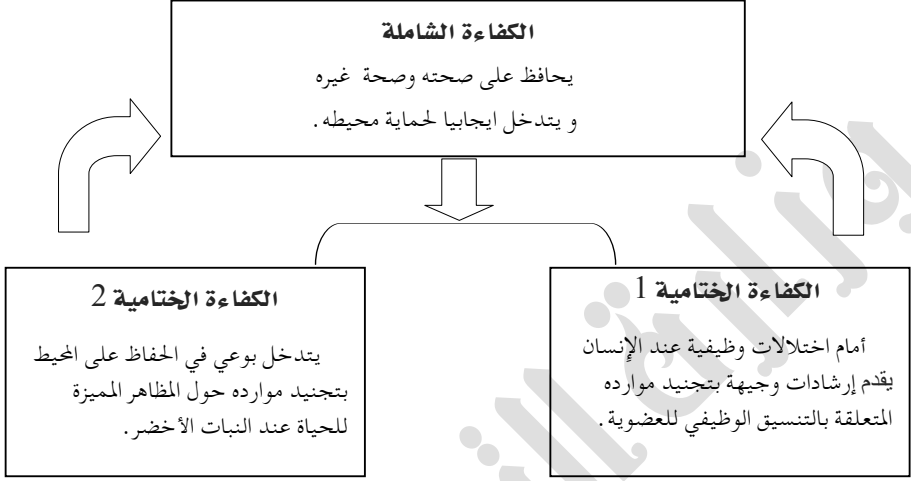 الكفاءة الشاملة
يحافظ على صحته وصحة غيره
و يتدخل ايجابيا لحماية محيطه.
الكفاءة الختامية 1
أمام اختلالات وظيفية عند الإنسان
يقدم إرشادات وجيهة بتجنيد موارده
المتعلقة بالتنسيق الوظيفي للعضوية.
الكفاءة الختامية 2
يتدخل بوعي في الحفاظ على المحيط
بتجنيد موارده حول المظاهر المميزة
للحياة عند النبات الأخضر.
وزارة